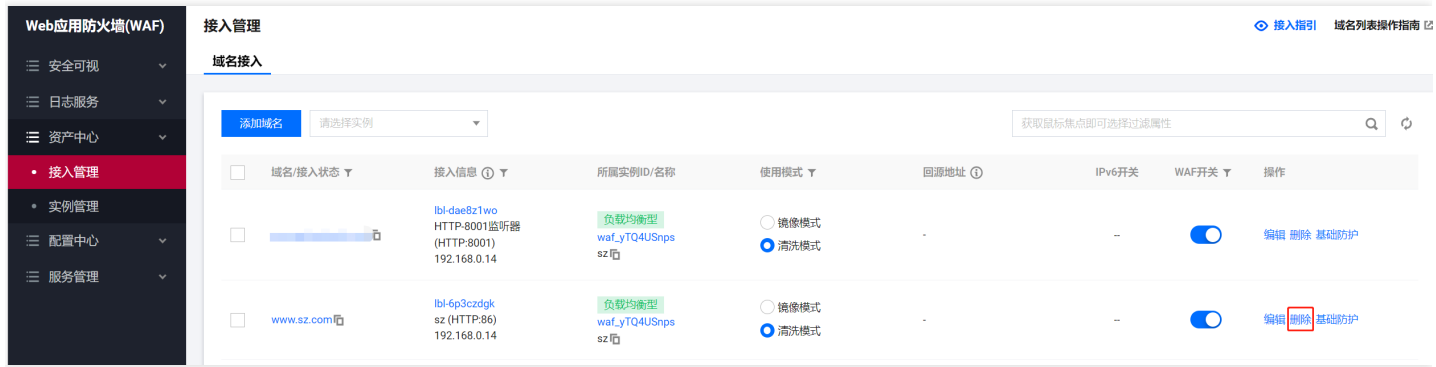 Web应用防火墙(WAF)
接入管理
接入指引
域名列表操作指南
安全可视
域名接入
日志服务
资产中心
接入管理
实例管理
配置中心
服务管理
添加域名
请选择实例
获取鼠标焦点即可选择过滤属性
域名/接入状态
接入信息
所属实例ID/名称
使用模式
回源地址
IPv6开关
WAF开关
操作
lbl-dae8z1wo
HTTP-8001监听器
(HTTP:8001)
192.168.0.14
负载均衡型
waf_yTQ4USnps
sz
镜像模式
清洗模式
-
--
编辑 删除 基础防护
www.sz.com
lbl-6p3czdgk
sz (HTTP:86)
192.168.0.14
负载均衡型
waf_yTQ4USnps
sz
镜像模式
清洗模式
-
--
编辑 删除 基础防护